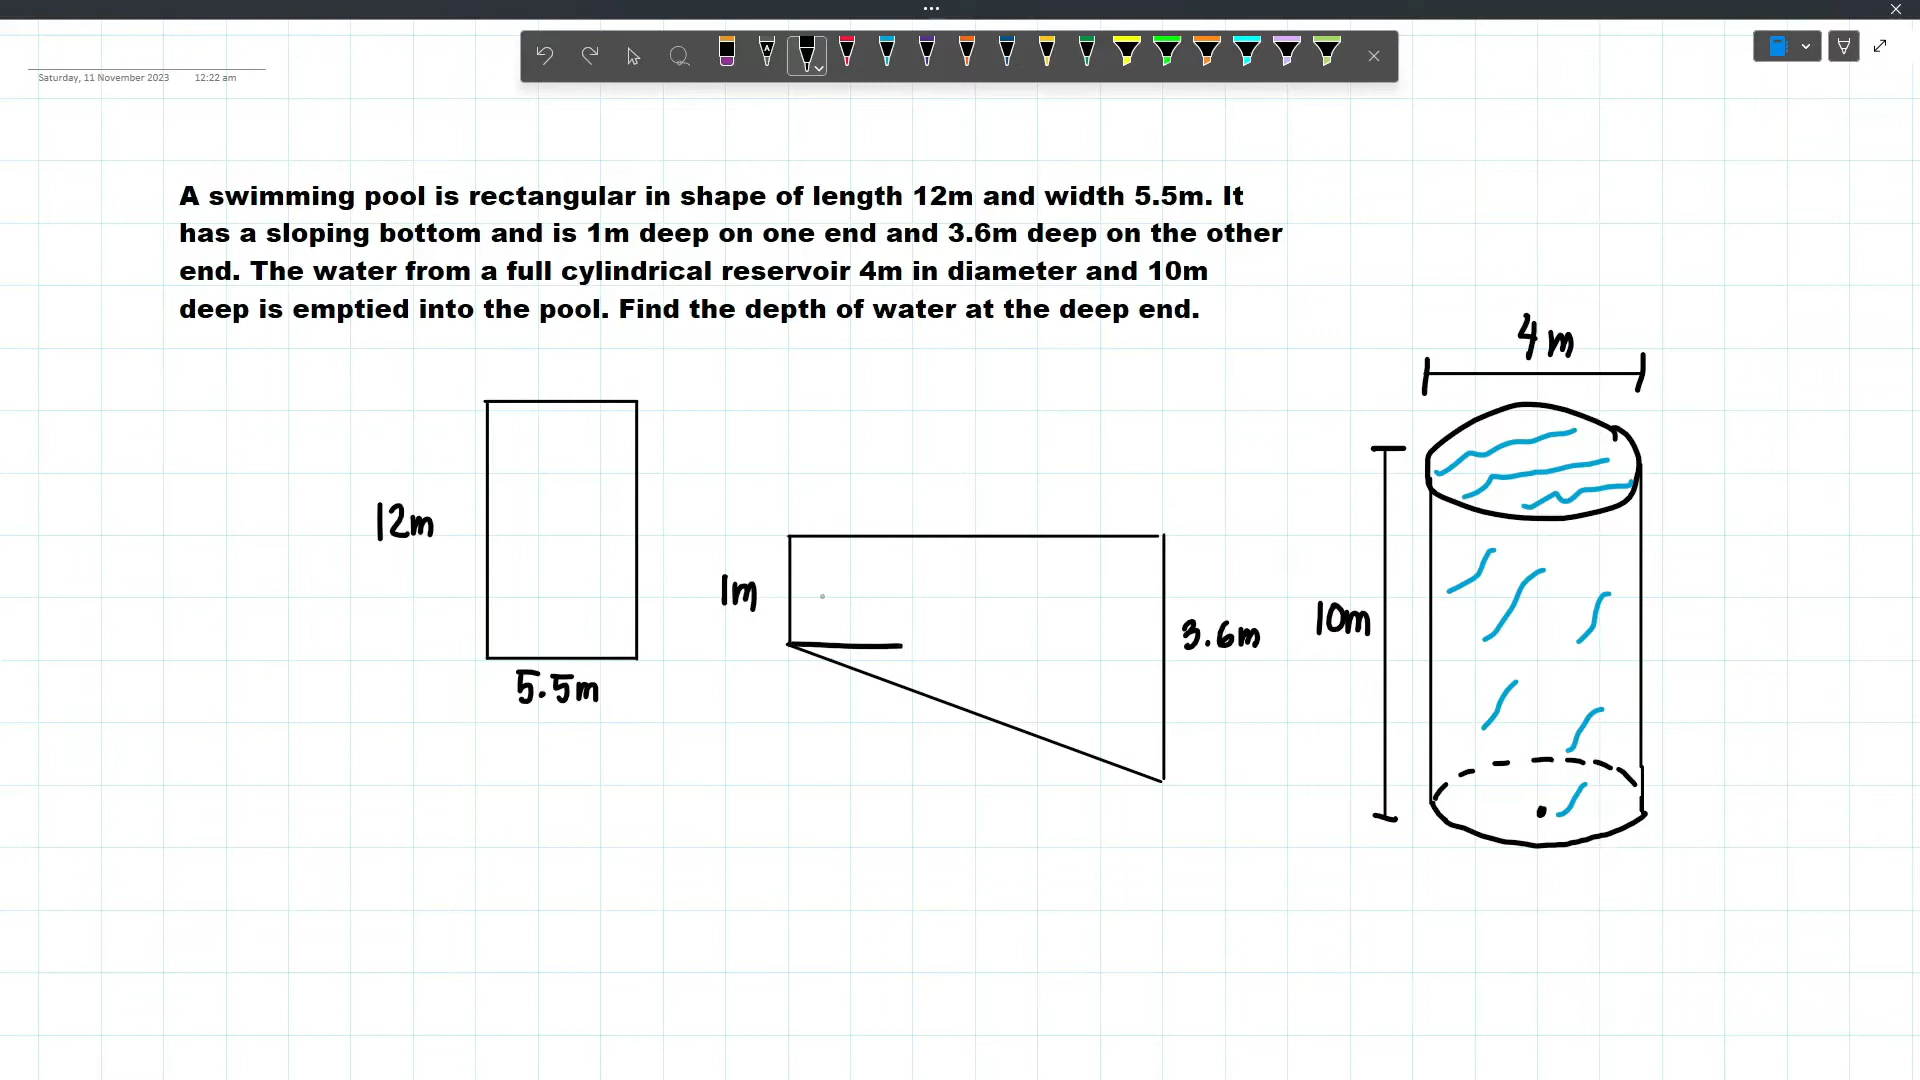 Saturday, 11 November 2023 12:22 am
A swimming pool is rectangular in shape of length 12m and width 5.5m. It
has a sloping bottom and is 1m deep on one end and 3.6m deep on the other
end. The water from a full cylindrical reservoir 4m in diameter and 10m
deep is emptied into the pool. Find the depth of water at the deep end.
4m
12m
1m
3.6m
10m
5.5m